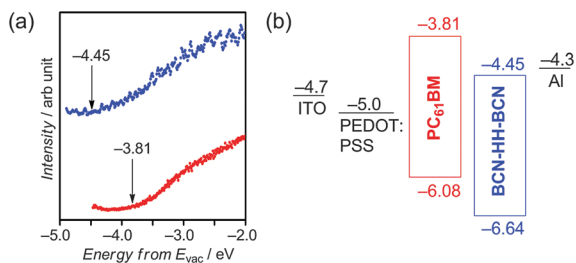 (a)
–4.45
–3.81
Intensity / arb unit
–5.0 –4.0 –3.0 –2.0
Energy from Evac / eV
(b)
–3.81
–4.45
–4.3
Al
–4.7
ITO
–5.0
PEDOT:
PSS
PC61BM
BCN-HH-BCN
–6.08
–6.64